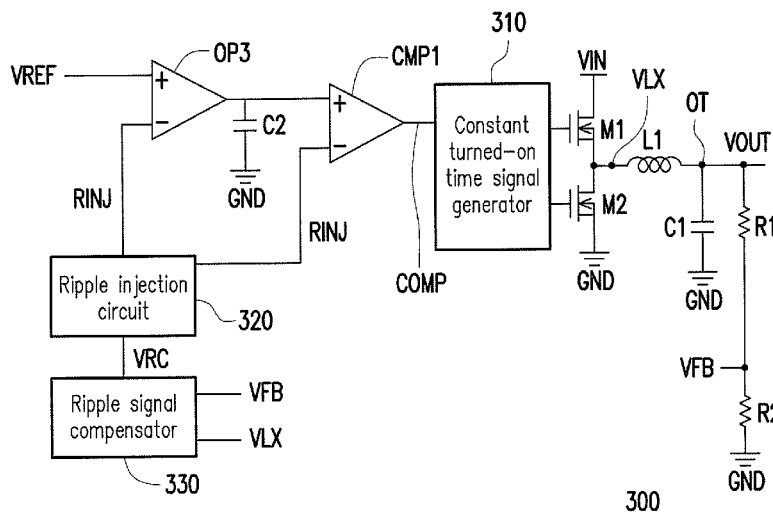 310
OP3
CMP1
VIN
VREF
+
−
+
−
C2
GND
RINJ
RINJ
Constant
turned-on
time signal
generator
COMP
M1
M2
GND
VLX
L1
OT
VOUT
C1
GND
R1
VFB
R2
GND
Ripple injection
circuit
320
VRC
Ripple signal
compensator
VFB
VLX
330
300